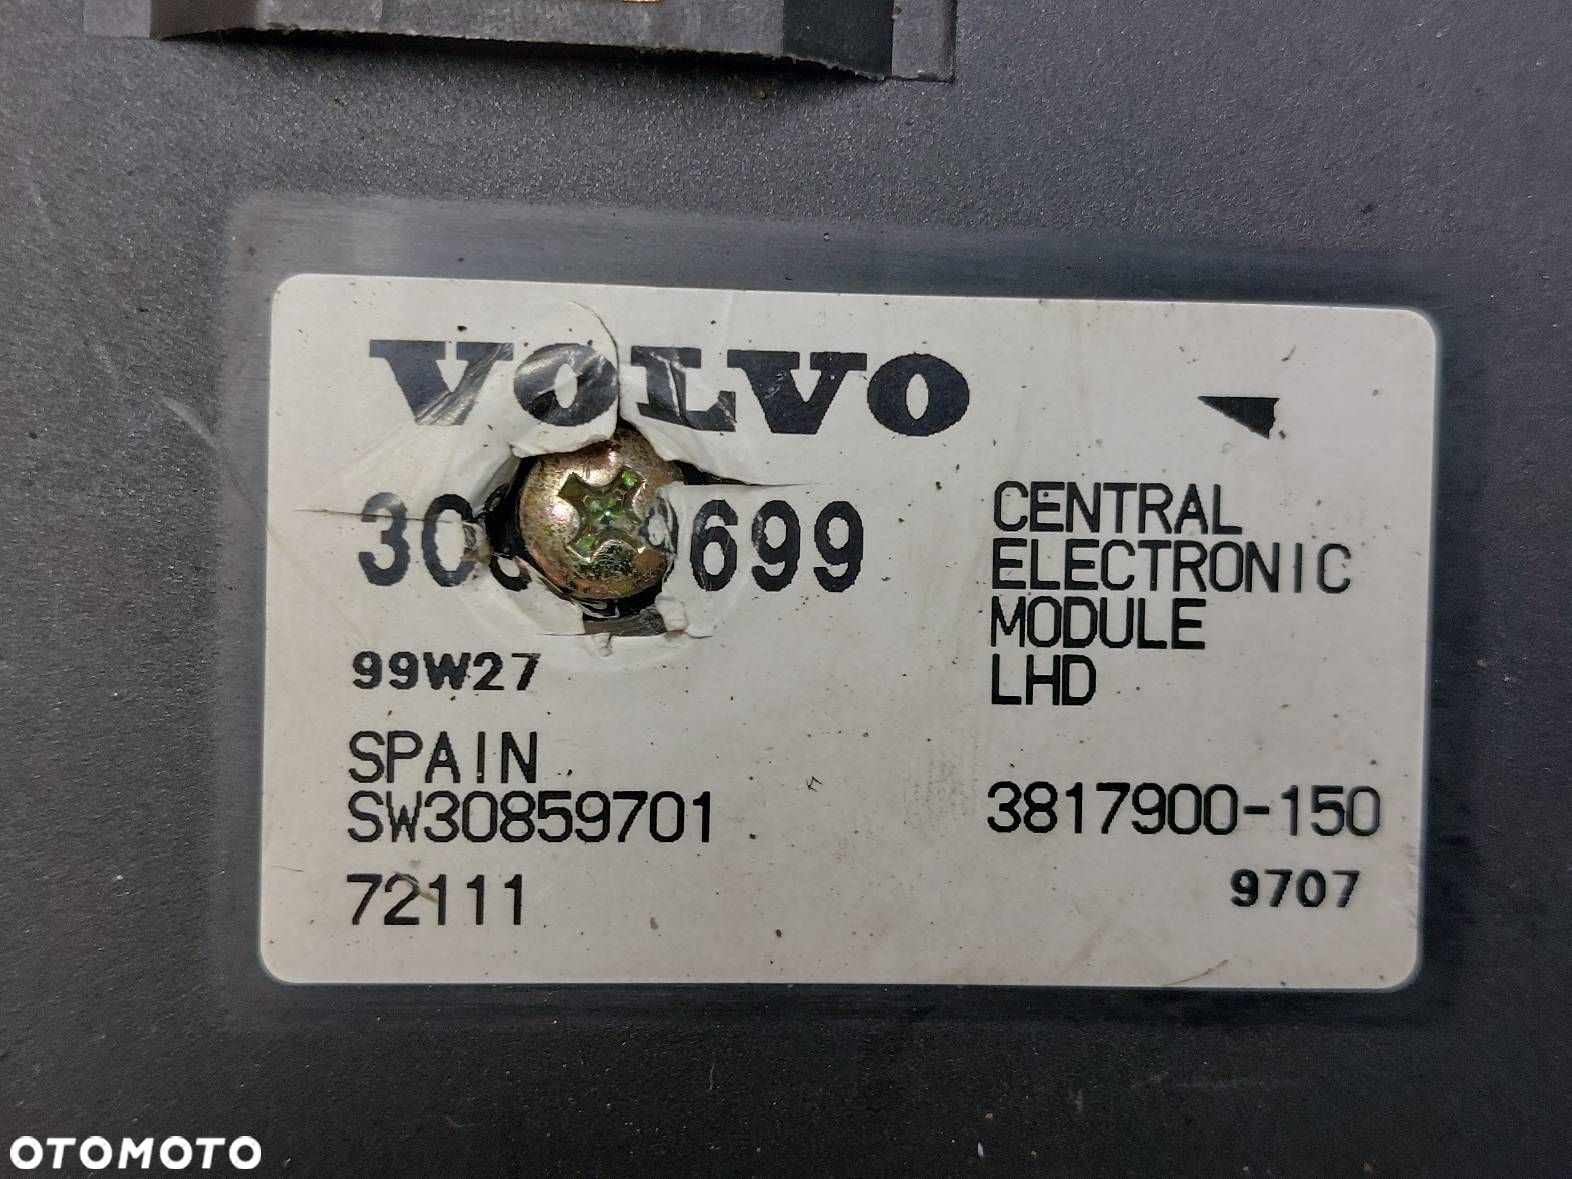 VOLVO
99W27
SPAIN
SW30859701
72111
CENTRAL
ELECTRONIC
MODULE
LHD
3817900-150
9707
OTOMOTO